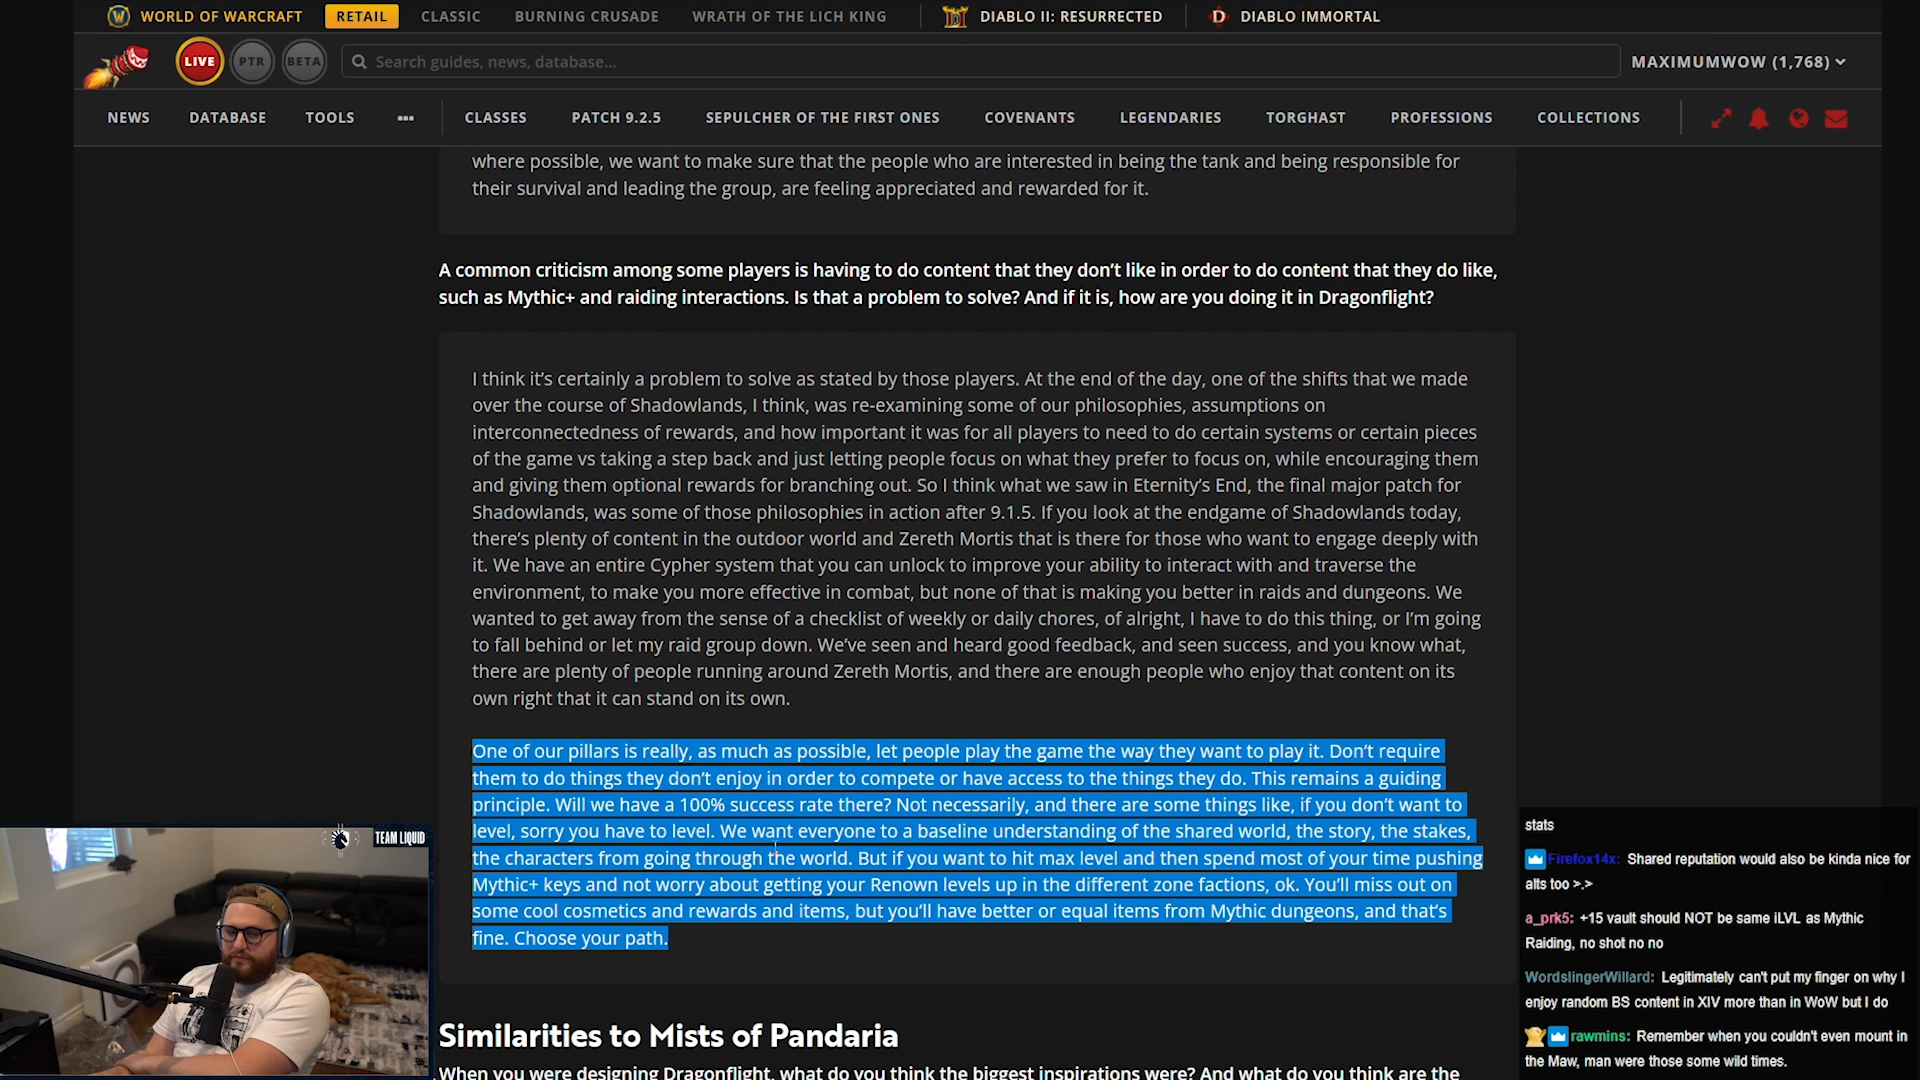 WORLD OF WARCRAFT RETAIL CLASSIC BURNING CRUSADE WRATH OF THE LICH KING DIABLO II: RESURRECTED DIABLO IMMORTAL
LIVE PTR BETA Search guides, news, database... MAXIMUMWOW (1,768)
NEWS DATABASE TOOLS ••• CLASSES PATCH 9.2.5 SEPULCHER OF THE FIRST ONES COVENANTS LEGENDARIES TORGHAST PROFESSIONS COLLECTIONS
where possible, we want to make sure that the people who are interested in being the tank and being responsible for
their survival and leading the group, are feeling appreciated and rewarded for it.
A common criticism among some players is having to do content that they don’t like in order to do content that they do like,
such as Mythic+ and raiding interactions. Is that a problem to solve? And if it is, how are you doing it in Dragonflight?
I think it’s certainly a problem to solve as stated by those players. At the end of the day, one of the shifts that we made
over the course of Shadowlands, I think, was re-examining some of our philosophies, assumptions on
interconnectedness of rewards, and how important it was for all players to need to do certain systems or certain pieces
of the game vs taking a step back and just letting people focus on what they prefer to focus on, while encouraging them
and giving them optional rewards for branching out. So I think what we saw in Eternity’s End, the final major patch for
Shadowlands, was some of those philosophies in action after 9.1.5. If you look at the endgame of Shadowlands today,
there’s plenty of content in the outdoor world and Zereth Mortis that is there for those who want to engage deeply with
it. We have an entire Cypher system that you can unlock to improve your ability to interact with and traverse the
environment, to make you more effective in combat, but none of that is making you better in raids and dungeons. We
wanted to get away from the sense of a checklist of weekly or daily chores, of alright, I have to do this thing, or I’m going
to fall behind or let my raid group down. We’ve seen and heard good feedback, and seen success, and you know what,
there are plenty of people running around Zereth Mortis, and there are enough people who enjoy that content on its
own right that it can stand on its own.
One of our pillars is really, as much as possible, let people play the game the way they want to play it. Don’t require
them to do things they don’t enjoy in order to compete or have access to the things they do. This remains a guiding
principle. Will we have a 100% success rate there? Not necessarily, and there are some things like, if you don’t want to
level, sorry you have to level. We want everyone to a baseline understanding of the shared world, the story, the stakes,
the characters from going through the world. But if you want to hit max level and then spend most of your time pushing
Mythic+ keys and not worry about getting your Renown levels up in the different zone factions, ok. You’ll miss out on
some cool cosmetics and rewards and items, but you’ll have better or equal items from Mythic dungeons, and that’s
fine. Choose your path.
Similarities to Mists of Pandaria
When you were designing Dragonflight, what do you think the biggest inspirations were? And what do you think are the
TEAM LIQUID
stats
Firefox14x: Shared reputation would also be kinda nice for
alts too >.>
a_prk5: +15 vault should NOT be same iLVL as Mythic
Raiding, no shot no no
WordslingerWillard: Legitimately can't put my finger on why I
enjoy random BS content in XIV more than in WoW but I do
rawmins: Remember when you couldn't even mount in
the Maw, man were those some wild times.